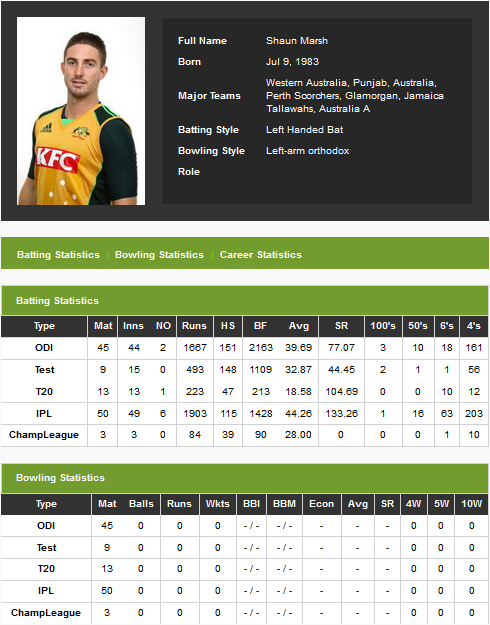 Full Name Shaun Marsh
Born Jul 9, 1983
Major Teams Western Australia, Punjab, Australia,
Perth Scorchers, Glamorgan, Jamaica
Tallawahs, Australia A
Batting Style Left Handed Bat
Bowling Style Left-arm orthodox
Role
adidas
KFC
Batting Statistics | Bowling Statistics | Career Statistics
Batting Statistics
Type Mat Inns NO Runs HS BF Avg SR 100's 50's 6's 4's
ODI 45 44 2 1667 151 2163 39.69 77.07 3 10 18 161
Test 9 15 0 493 148 1109 32.87 44.45 2 1 1 56
T20 13 13 1 223 47 213 18.58 104.69 0 0 10 12
IPL 50 49 6 1903 115 1428 44.26 133.26 1 16 63 203
ChampLeague 3 3 0 84 39 90 28.00 0 0 0 1 10
Bowling Statistics
Type Mat Balls Runs Wkts BBI BBM Econ Avg SR 4W 5W 10W
ODI 45 0 0 0 - / - - / - - - - 0 0 0
Test 9 0 0 0 - / - - / - - - - 0 0 0
T20 13 0 0 0 - / - - / - - - - 0 0 0
IPL 50 0 0 0 - / - - / - - - - 0 0 0
ChampLeague 3 0 0 0 - / - - / - - - - 0 0 0